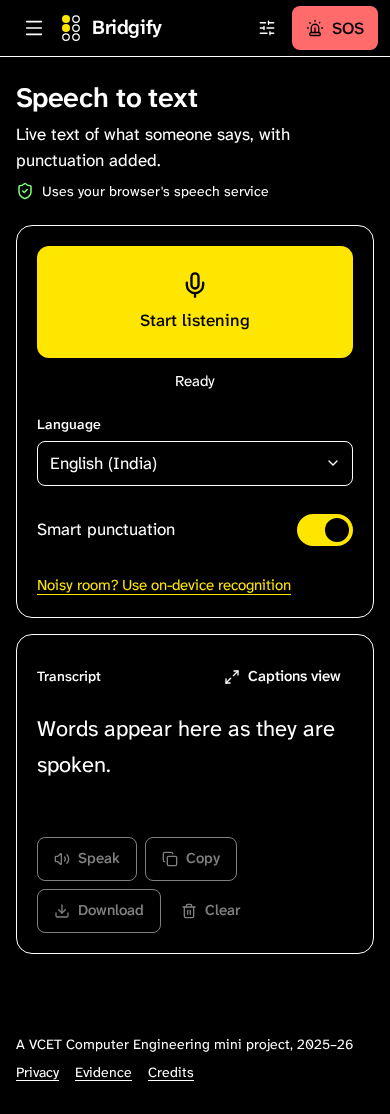 Bridgify
SOS
Speech to text
Live text of what someone says, with
punctuation added.
Uses your browser's speech service
Start listening
Ready
Language
English (India)
Smart punctuation
Noisy room? Use on-device recognition
Transcript
Captions view
Words appear here as they are
spoken.
Speak
Copy
Download
Clear
A VCET Computer Engineering mini project, 2025–26
Privacy
Evidence
Credits